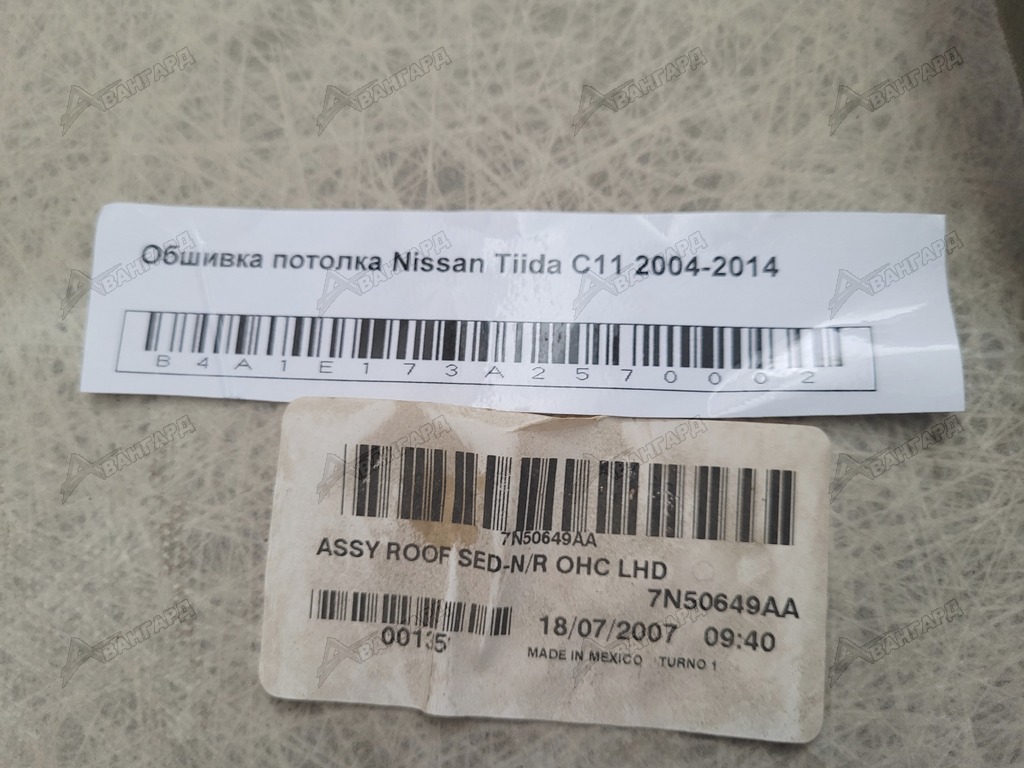 Обшивка потолка Nissan Tiida C11 2004-2014
B4A1E173A2570002
7N50649AA
ASSY ROOF SED-N/R OHC LHD
7N50649AA
18/07/2007 09:40
MADE IN MEXICO TURNO 1
АВАНГАРД